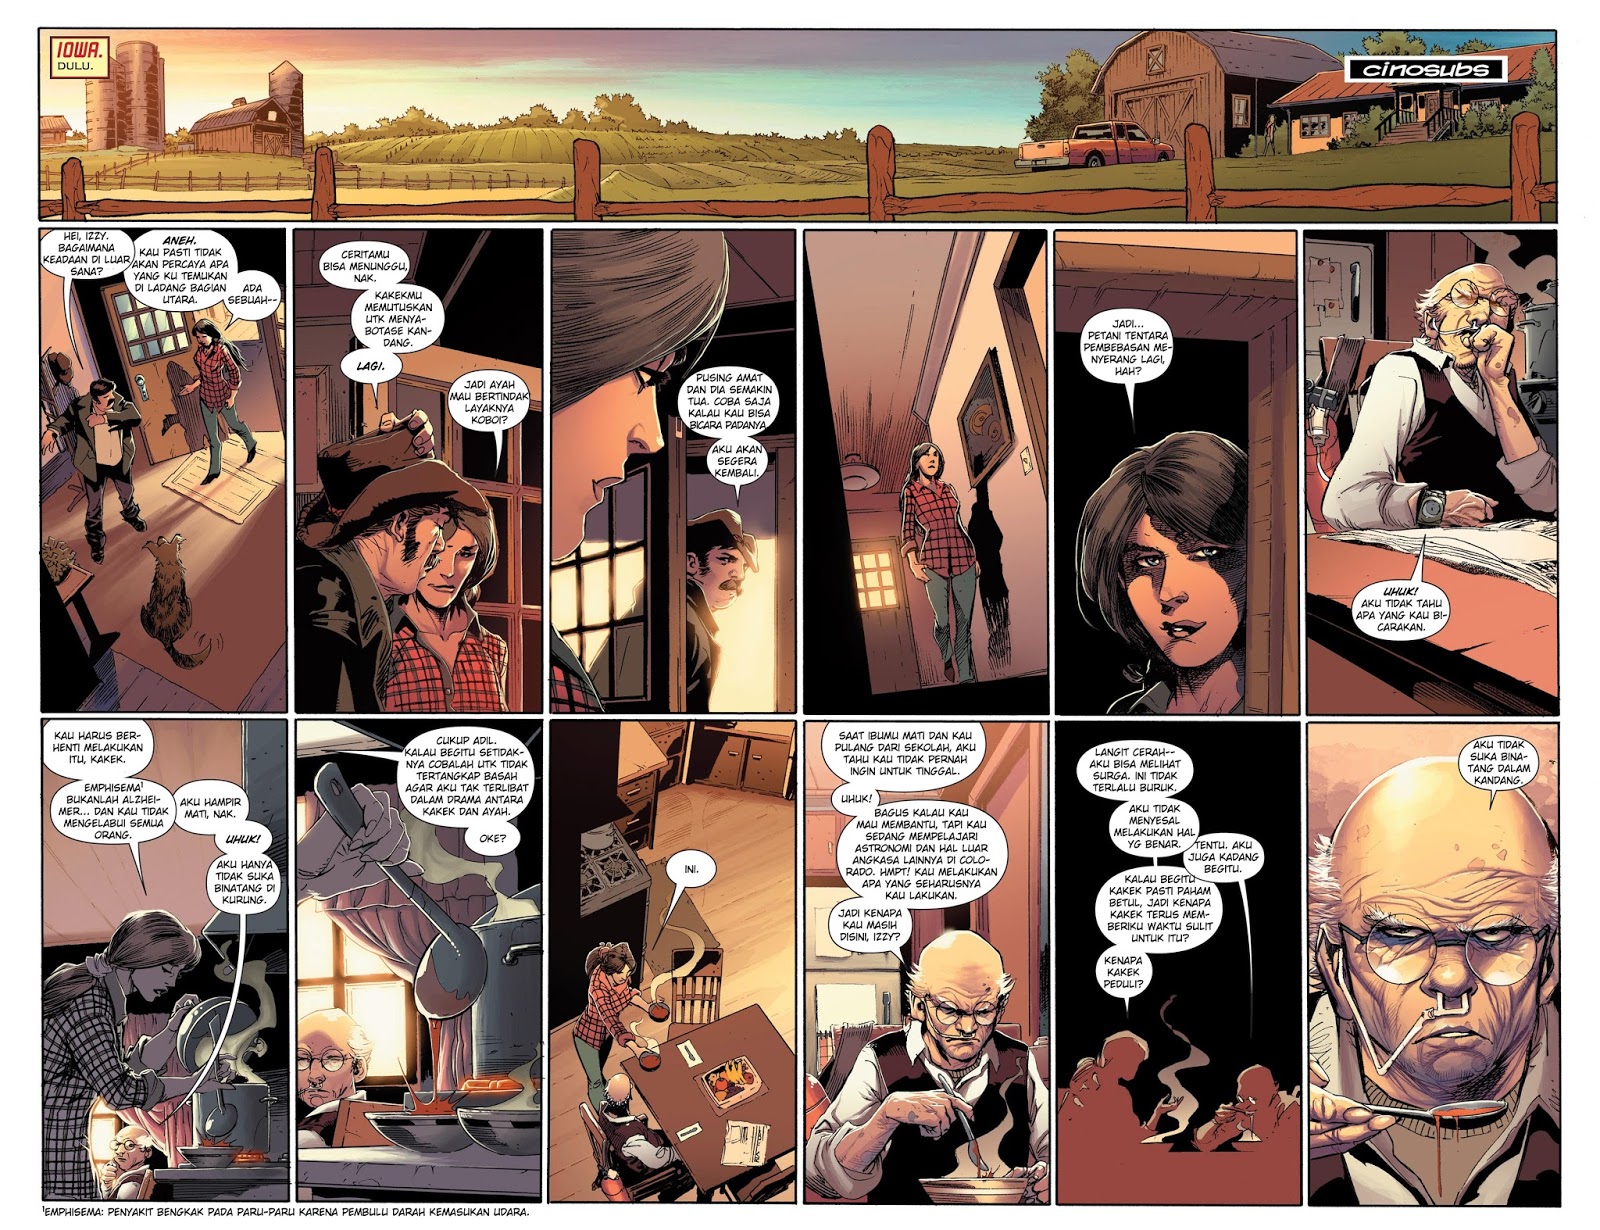 IOWA.
DULU.
cinosubs
HEI, IZZY.
BAGAIMANA
KEADAAN DI LUAR
SANA?
ANEH.
KAU PASTI TIDAK
AKAN PERCAYA APA
YANG KU TEMUKAN
DI LADANG BAGIAN
UTARA.
ADA
SEBUAH--
CERITAMU
BISA MENUNGGU,
NAK.
KAKEKMU
MEMUTUSKAN
UTK MENYA-
BOTASE KAN-
DANG.
LAGI.
JADI AYAH
MAU BERTINDAK
LAYAKNYA
KOBOI?
PUSING AMAT
DAN DIA SEMAKIN
TUA. COBA SAJA
KALAU KAU BISA
BICARA PADANYA.
AKU AKAN
SEGERA
KEMBALI.
JADI...
PETANI TENTARA
PEMBEBASAN ME-
NYERANG LAGI,
HAH?
UHUK!
AKU TIDAK TAHU
APA YANG KAU BI-
CARAKAN.
KAU HARUS BER-
HENTI MELAKUKAN
ITU, KAKEK.
EMPHISEMA¹
BUKANLAH ALZHEI-
MER... DAN KAU TIDAK
MENGELABUI SEMUA
ORANG.
AKU HAMPIR
MATI, NAK.
UHUK!
AKU HANYA
TIDAK SUKA
BINATANG DI
KURUNG.
CUKUP ADIL.
KALAU BEGITU SETIDAK-
NYA COBALAH UTK TIDAK
TERTANGKAP BASAH
AGAR AKU TAK TERLIBAT
DALAM DRAMA ANTARA
KAKEK DAN AYAH.
OKE?
INI.
SAAT IBUMU MATI DAN KAU
PULANG DARI SEKOLAH, AKU
TAHU KAU TIDAK PERNAH
INGIN UNTUK TINGGAL.
UHUK!
BAGUS KALAU KAU
MAU MEMBANTU, TAPI KAU
SEDANG MEMPELAJARI
ASTRONOMI DAN HAL LUAR
ANGKASA LAINNYA DI COLO-
RADO. HMPT! KAU MELAKUKAN
APA YANG SEHARUSNYA
KAU LAKUKAN.
JADI KENAPA
KAU MASIH
DISINI, IZZY?
LANGIT CERAH--
AKU BISA MELIHAT
SURGA. INI TIDAK
TERLALU BURUK.
AKU TIDAK
MENYESAL
MELAKUKAN HAL
YG BENAR.
TENTU. AKU
JUGA KADANG
BEGITU.
KALAU BEGITU
KAKEK PASTI PAHAM
BETUL, JADI KENAPA
KAKEK TERUS MEM-
BERIKU WAKTU SULIT
UNTUK ITU?
KENAPA
KAKEK
PEDULI?
AKU TIDAK
SUKA BINA-
TANG DALAM
KANDANG.
¹EMPHISEMA: PENYAKIT BENGKAK PADA PARU-PARU KARENA PEMBULU DARAH KEMASUKAN UDARA.